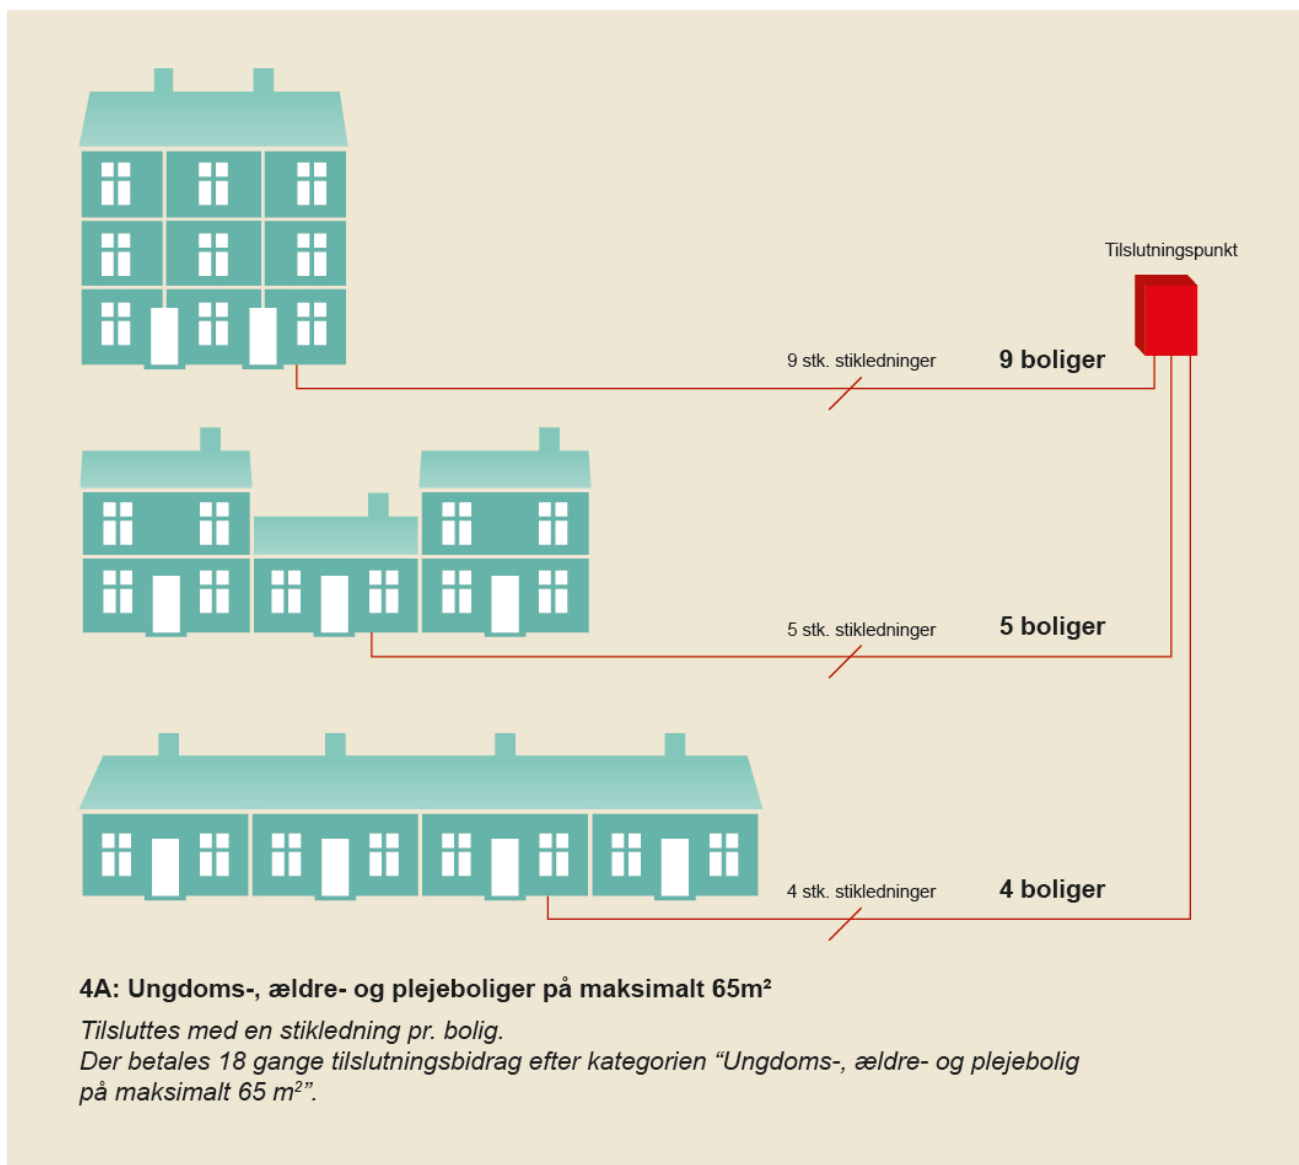 Tilslutningspunkt
9 stk. stikledninger 9 boliger
5 stk. stikledninger 5 boliger
4 stk. stikledninger 4 boliger
4A: Ungdoms-, ældre- og plejeboliger på maksimalt 65m²
Tilsluttes med en stikledning pr. bolig.
Der betales 18 gange tilslutningsbidrag efter kategorien “Ungdoms-, ældre- og plejebolig
på maksimalt 65 m²”.